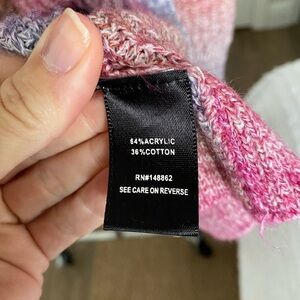 64%ACRYLIC
36%COTTON
RN#148862
SEE CARE ON REVERSE